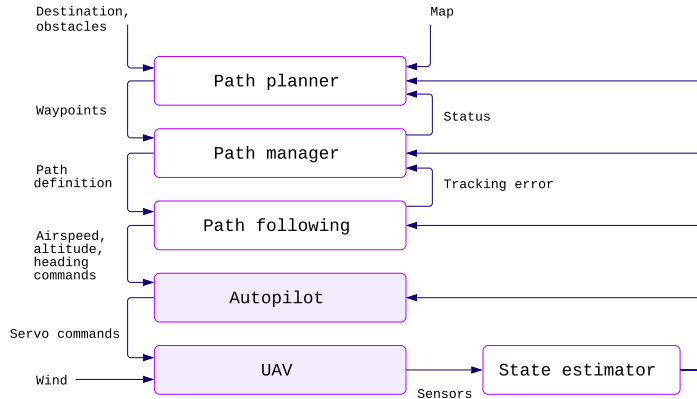 Destination,
obstacles
Map
Path planner
Waypoints
Status
Path manager
Path
definition
Tracking error
Path following
Airspeed,
altitude,
heading
commands
Autopilot
Servo commands
UAV
State estimator
Wind
Sensors